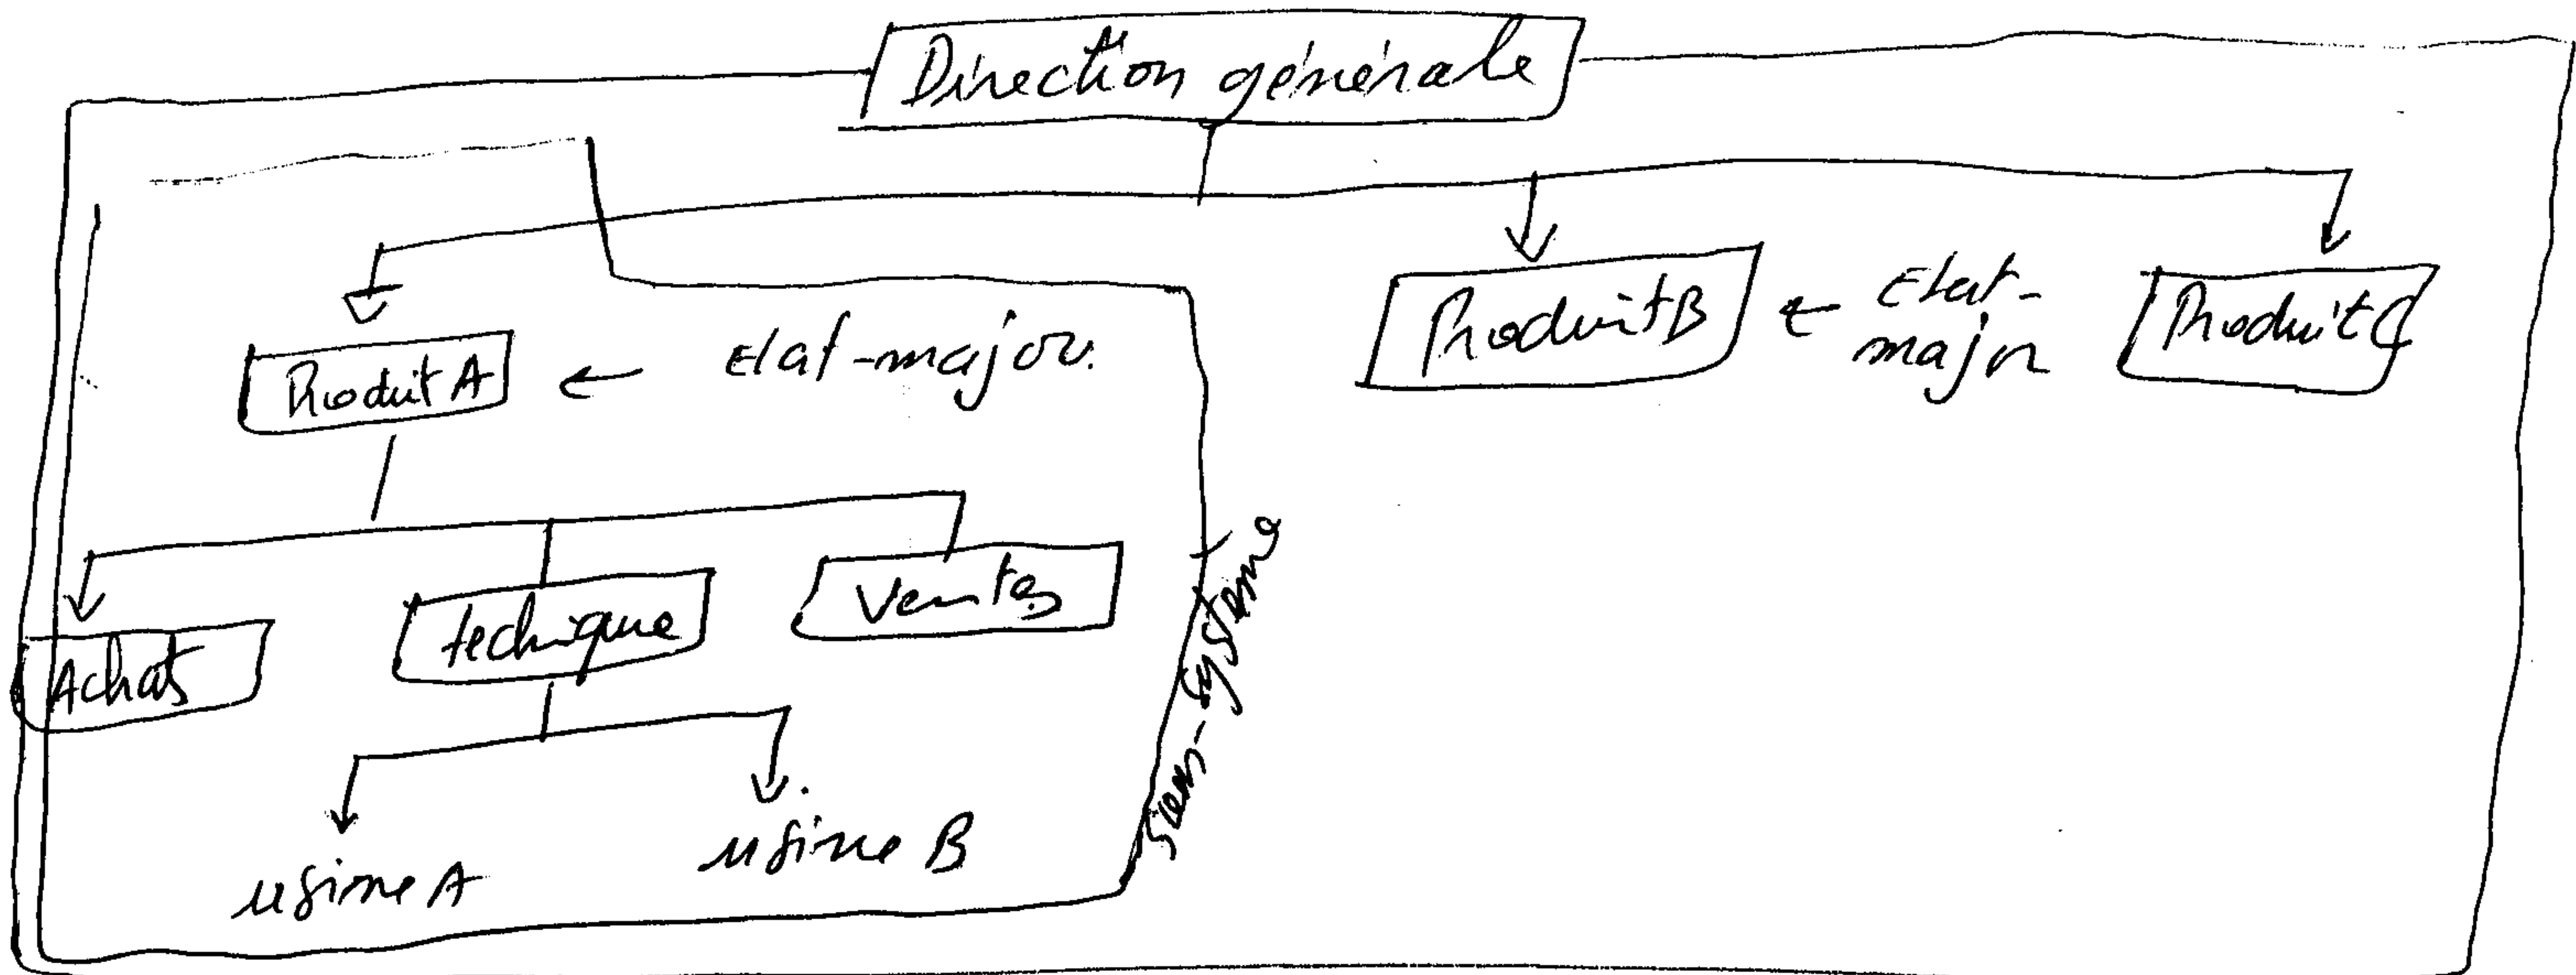 Direction générale
Produit A
Etat-major.
Produit B
Etat-
major
Produit C
Achats
technique
Ventes
usine A
usine B
Sous-système